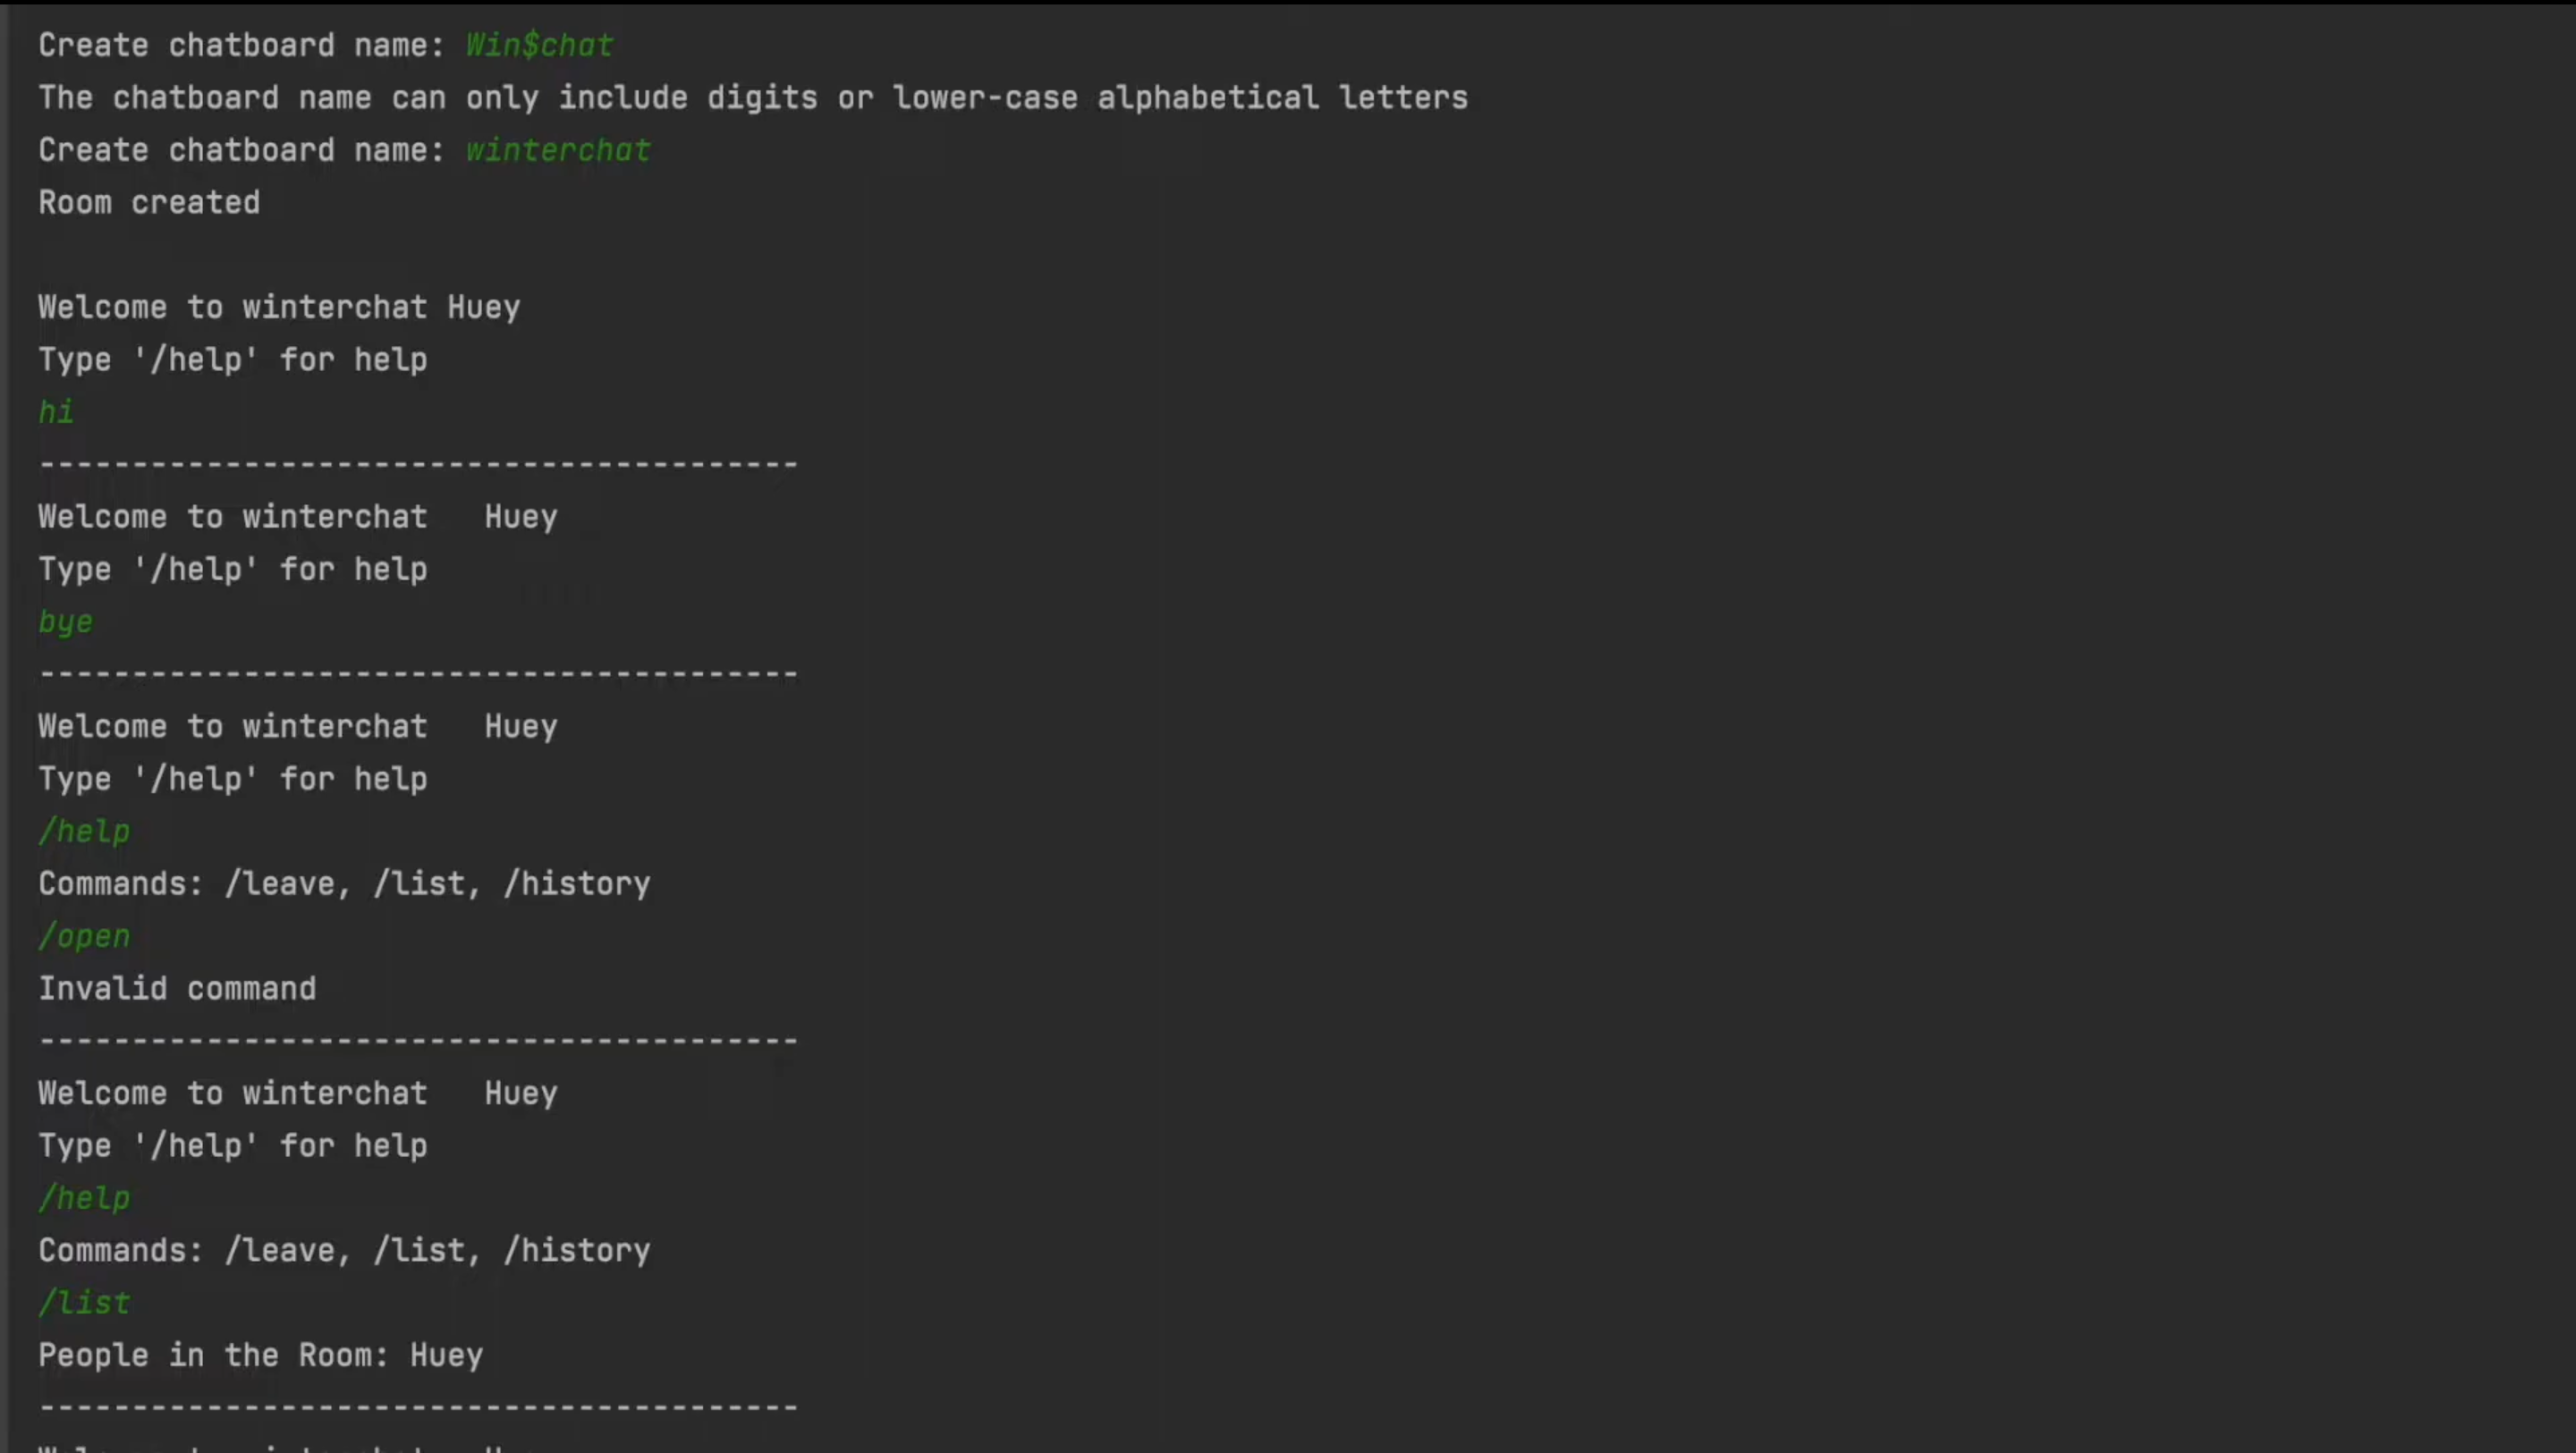 Create chatboard name: Win$chat
The chatboard name can only include digits or lower-case alphabetical letters
Create chatboard name: winterchat
Room created
Welcome to winterchat Huey
Type '/help' for help
hi
-----------------------------------------
Welcome to winterchat   Huey
Type '/help' for help
bye
-----------------------------------------
Welcome to winterchat   Huey
Type '/help' for help
/help
Commands: /leave, /list, /history
/open
Invalid command
-----------------------------------------
Welcome to winterchat   Huey
Type '/help' for help
/help
Commands: /leave, /list, /history
/list
People in the Room: Huey
-----------------------------------------